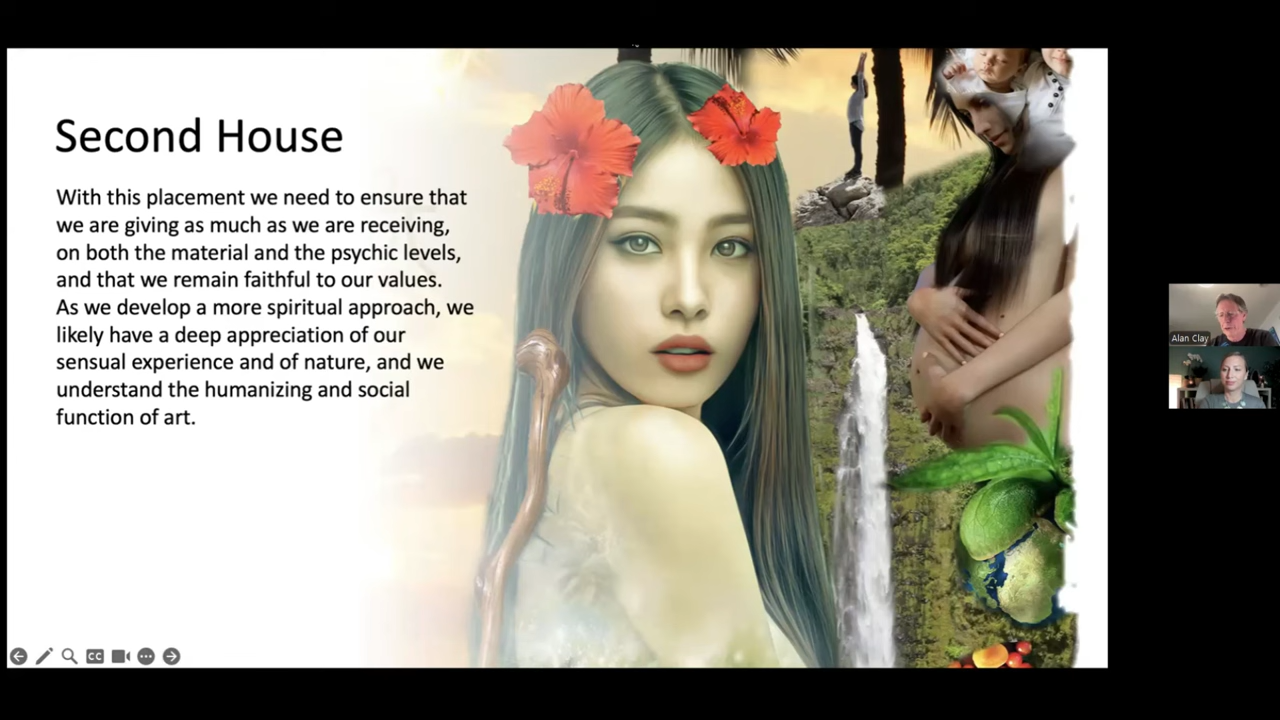 Second House
With this placement we need to ensure that
we are giving as much as we are receiving,
on both the material and the psychic levels,
and that we remain faithful to our values.
As we develop a more spiritual approach, we
likely have a deep appreciation of our
sensual experience and of nature, and we
understand the humanizing and social
function of art.
Alan Clay
CC